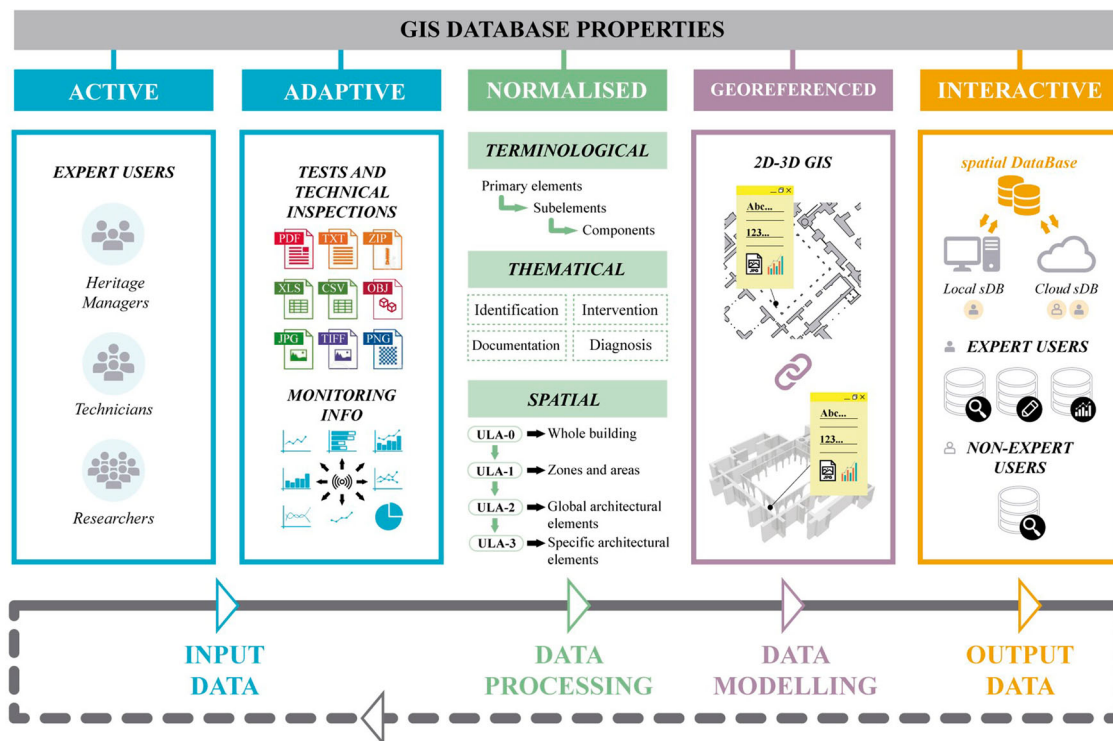 GIS DATABASE PROPERTIES
ACTIVE
ADAPTIVE
NORMALISED
GEOREFERENCED
INTERACTIVE
EXPERT USERS
Heritage
Managers
Technicians
Researchers
TESTS AND
TECHNICAL
INSPECTIONS
PDF TXT ZIP
XLS CSV OBJ
JPG TIFF PNG
MONITORING
INFO
TERMINOLOGICAL
Primary elements
Subelements
Components
THEMATICAL
Identification
Intervention
Documentation
Diagnosis
SPATIAL
ULA-0 Whole building
ULA-1 Zones and areas
ULA-2 Global architectural
elements
ULA-3 Specific architectural
elements
2D-3D GIS
Abc...
123...
JPG
Abc...
123...
JPG
spatial DataBase
Local sDB
Cloud sDB
EXPERT USERS
NON-EXPERT
USERS
INPUT
DATA
DATA
PROCESSING
DATA
MODELLING
OUTPUT
DATA